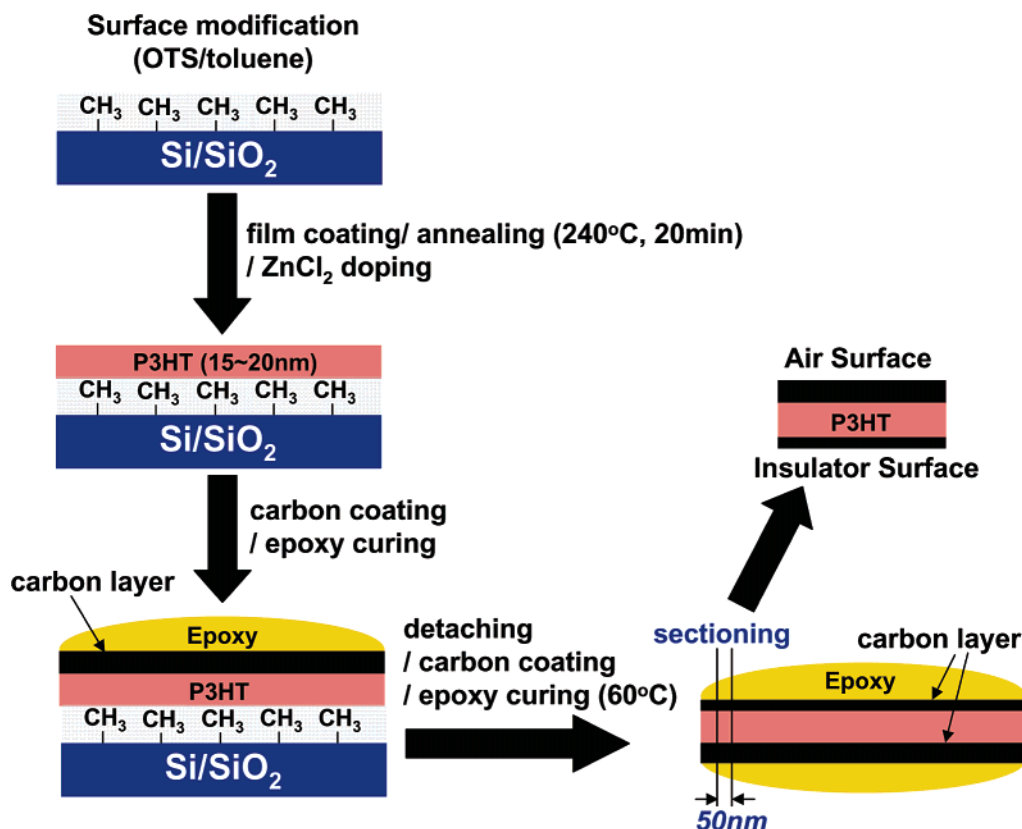 Surface modification
(OTS/toluene)
CH₃ CH₃ CH₃ CH₃ CH₃
Si/SiO₂
film coating/ annealing (240ºC, 20min)
/ ZnCl₂ doping
P3HT (15~20nm)
CH₃ CH₃ CH₃ CH₃ CH₃
Si/SiO₂
Air Surface
P3HT
Insulator Surface
carbon coating
/ epoxy curing
carbon layer
Epoxy
P3HT
CH₃ CH₃ CH₃ CH₃ CH₃
Si/SiO₂
detaching
/ carbon coating
/ epoxy curing (60ºC)
sectioning
carbon layer
Epoxy
50nm